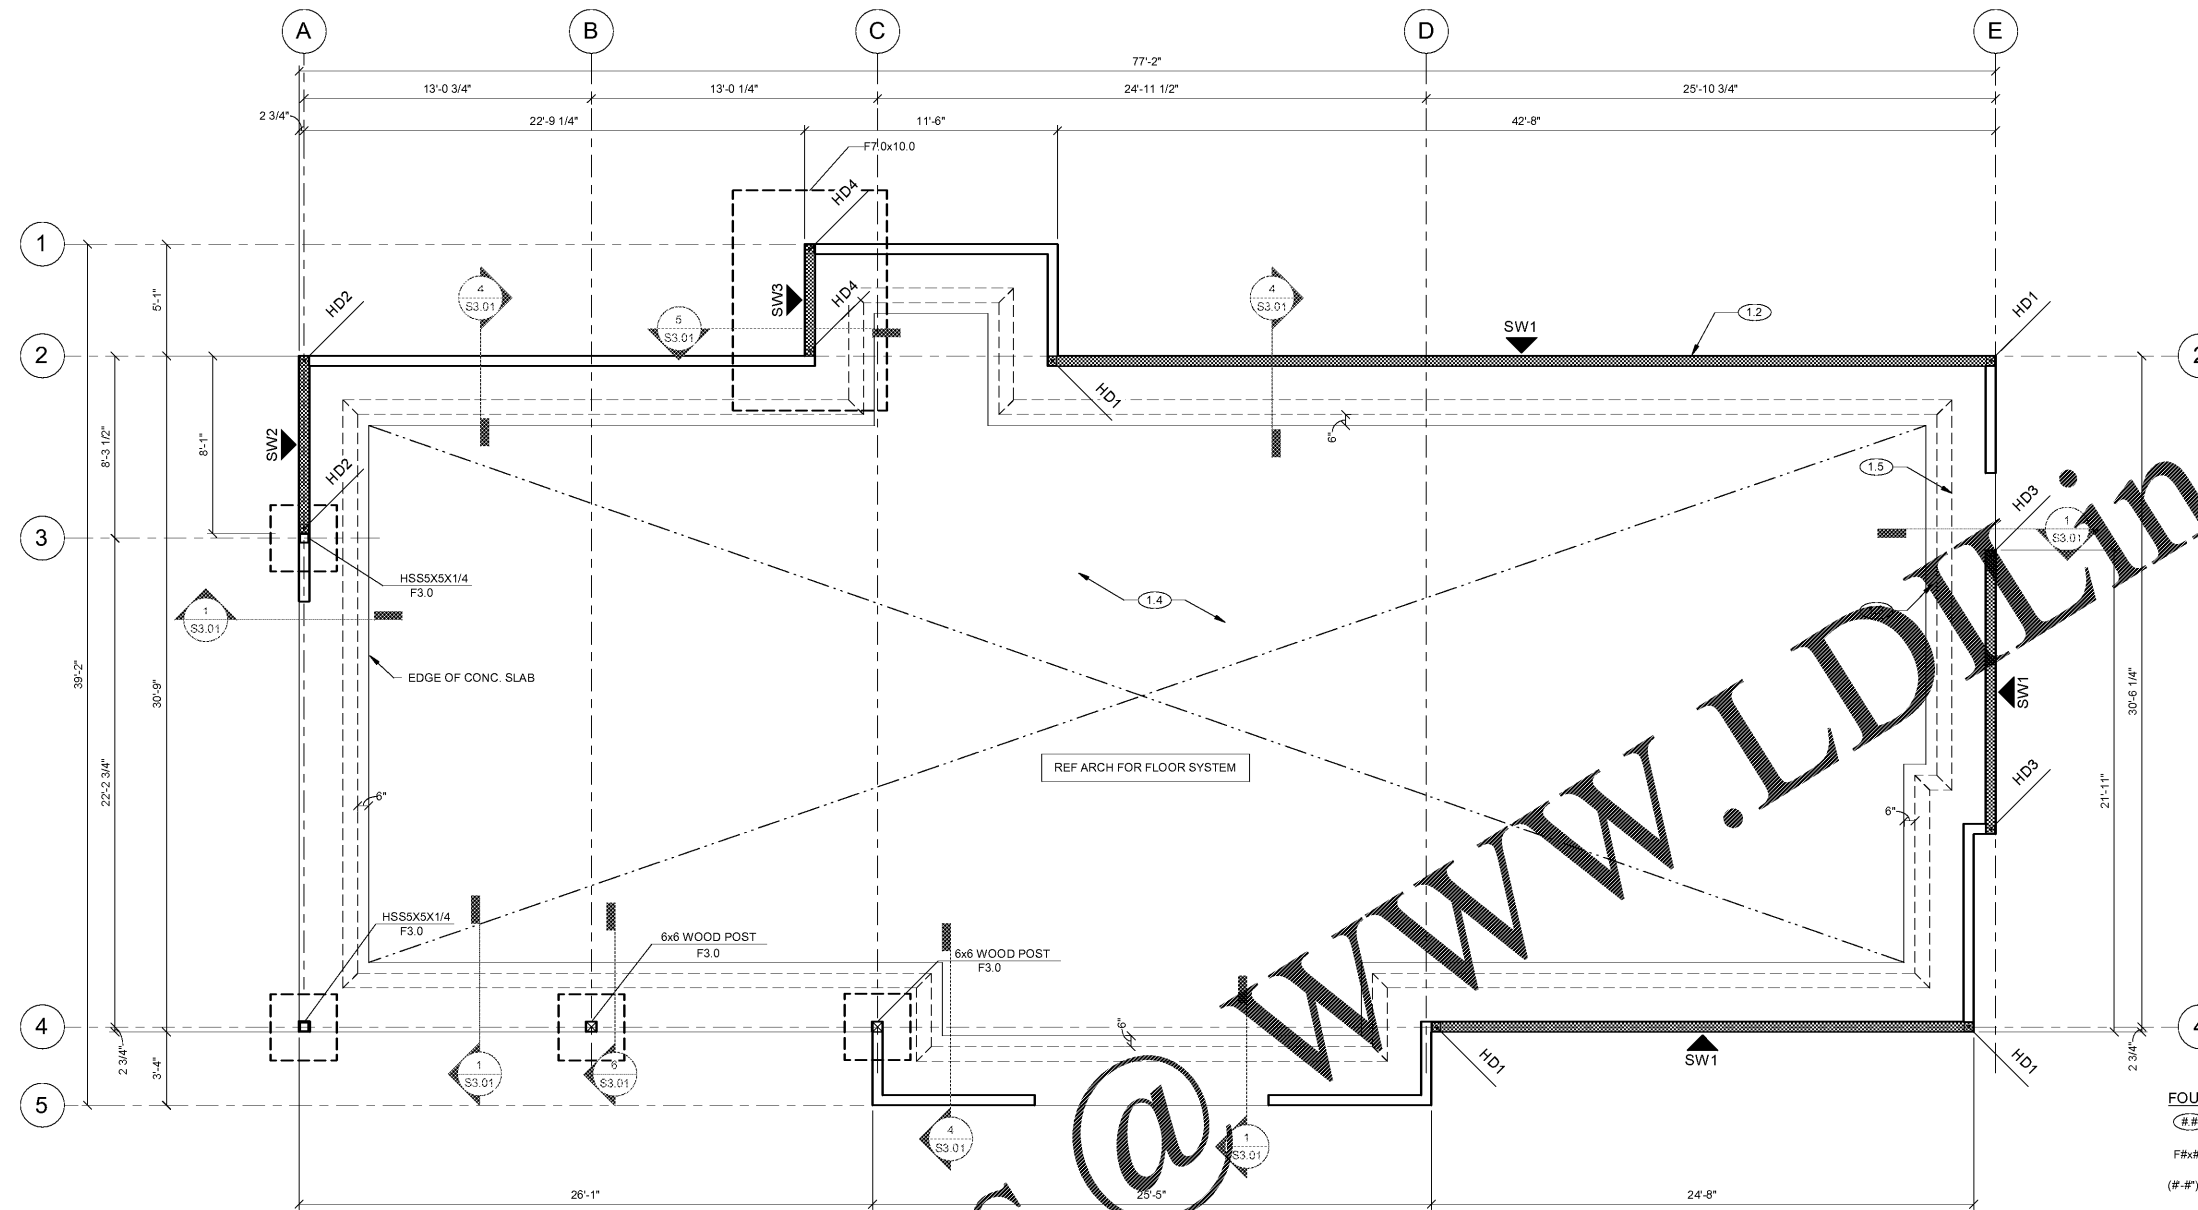 A
B
C
D
E
77'-2"
13'-0 3/4"
13'-0 1/4"
24'-11 1/2"
25'-10 3/4"
2 3/4"
22'-9 1/4"
11'-6"
42'-8"
F7.0x10.0
HD4
1
5'-1"
4
S3.01
5
S3.01
SW3
HD4
4
S3.01
1.2
HD1
HD2
SW1
2
2
HD1
8'-3 1/2"
8'-1"
SW2
HD2
6"
1.5
HD3
1
S3.01
3
HSS5X5X1/4
F3.0
1
S3.01
1.4
39'-2"
30'-9"
22'-2 3/4"
EDGE OF CONC. SLAB
SW1
30'-6 1/4"
21'-11"
REF ARCH FOR FLOOR SYSTEM
HD3
6"
6"
HSS5X5X1/4
F3.0
6x6 WOOD POST
F3.0
6x6 WOOD POST
F3.0
4
4
2 3/4"
3'-4"
1
S3.01
6
S3.01
6"
HD1
SW1
HD1
2 3/4"
5
4
S3.01
1
S3.01
FOU
#.#
F#x#
(#'-#")
26'-1"
25'-5"
24'-8"
@ WWW.LDILin